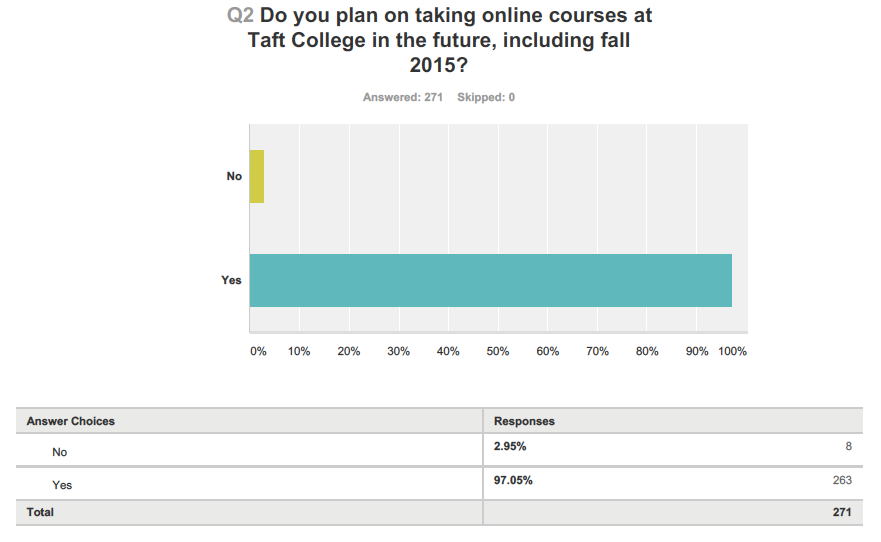 Q2 Do you plan on taking online courses at
Taft College in the future, including fall
2015?
Answered: 271 Skipped: 0
No
Yes
0% 10% 20% 30% 40% 50% 60% 70% 80% 90% 100%
Answer Choices Responses
No 2.95% 8
Yes 97.05% 263
Total 271